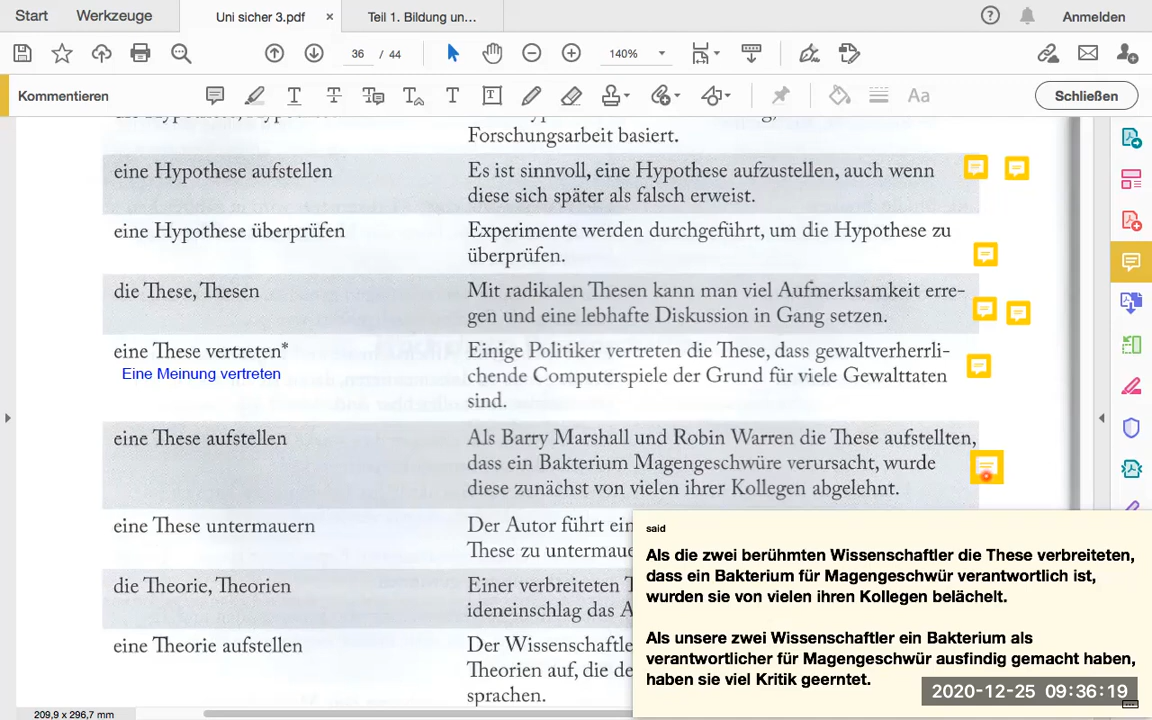 Start Werkzeuge Uni sicher 3.pdf × Teil 1. Bildung un... Anmelden
36 / 44 140%
Kommentieren Aa Schließen
Forschungsarbeit basiert.
eine Hypothese aufstellen Es ist sinnvoll, eine Hypothese aufzustellen, auch wenn
diese sich später als falsch erweist.
eine Hypothese überprüfen Experimente werden durchgeführt, um die Hypothese zu
überprüfen.
die These, Thesen Mit radikalen Thesen kann man viel Aufmerksamkeit erre-
gen und eine lebhafte Diskussion in Gang setzen.
eine These vertreten* Einige Politiker vertreten die These, dass gewaltverherrli-
Eine Meinung vertreten chende Computerspiele der Grund für viele Gewalttaten
sind.
eine These aufstellen Als Barry Marshall und Robin Warren die These aufstellten,
dass ein Bakterium Magengeschwüre verursacht, wurde
diese zunächst von vielen ihrer Kollegen abgelehnt.
eine These untermauern Der Autor führt ein
These zu untermaue
die Theorie, Theorien Einer verbreiteten T
ideneinschlag das A
eine Theorie aufstellen Der Wissenschaftle
Theorien auf, die de
sprachen.
said
Als die zwei berühmten Wissenschaftler die These verbreiteten,
dass ein Bakterium für Magengeschwür verantwortlich ist,
wurden sie von vielen ihren Kollegen belächelt.
Als unsere zwei Wissenschaftler ein Bakterium als
verantwortlicher für Magengeschwür ausfindig gemacht haben,
haben sie viel Kritik geerntet.
2020-12-25 09:36:19
209,9 x 296,7 mm